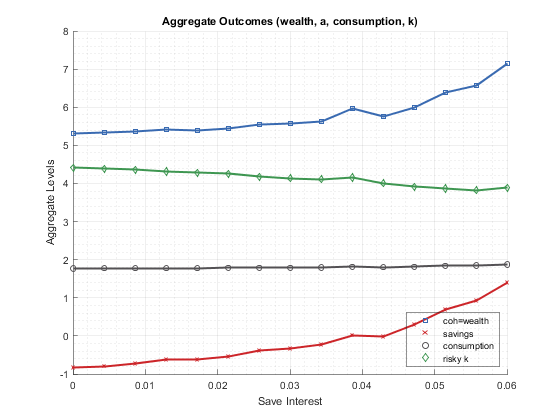 Aggregate Outcomes (wealth, a, consumption, k)
8
7
6
5
4
3
2
1
0
-1
Aggregate Levels
0 0.01 0.02 0.03 0.04 0.05 0.06
Save Interest
coh=wealth
savings
consumption
risky k